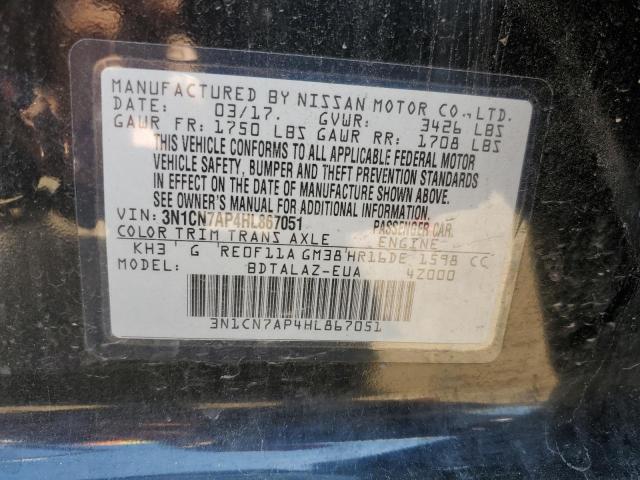 MANUFACTURED BY NISSAN MOTOR CO.,LTD.
DATE: 03/17. GVWR: 3426 LBS
GAWR FR: 1750 LBS GAWR RR: 1708 LBS
THIS VEHICLE CONFORMS TO ALL APPLICABLE FEDERAL MOTOR
VEHICLE SAFETY, BUMPER AND THEFT PREVENTION STANDARDS
IN EFFECT ON THE DATE OF MANUFACTURE SHOWN ABOVE.
SEE OWNER'S MANUAL FOR ADDITIONAL INFORMATION
VIN: 3N1CN7AP4HL867051 PASSENGER CAR.
COLOR TRIM TRANS AXLE ENGINE
KH3 G RE0F11A GM38 HR16DE 1598 CC
MODEL: BDTALAZ-EUA 4Z000
3N1CN7AP4HL867051